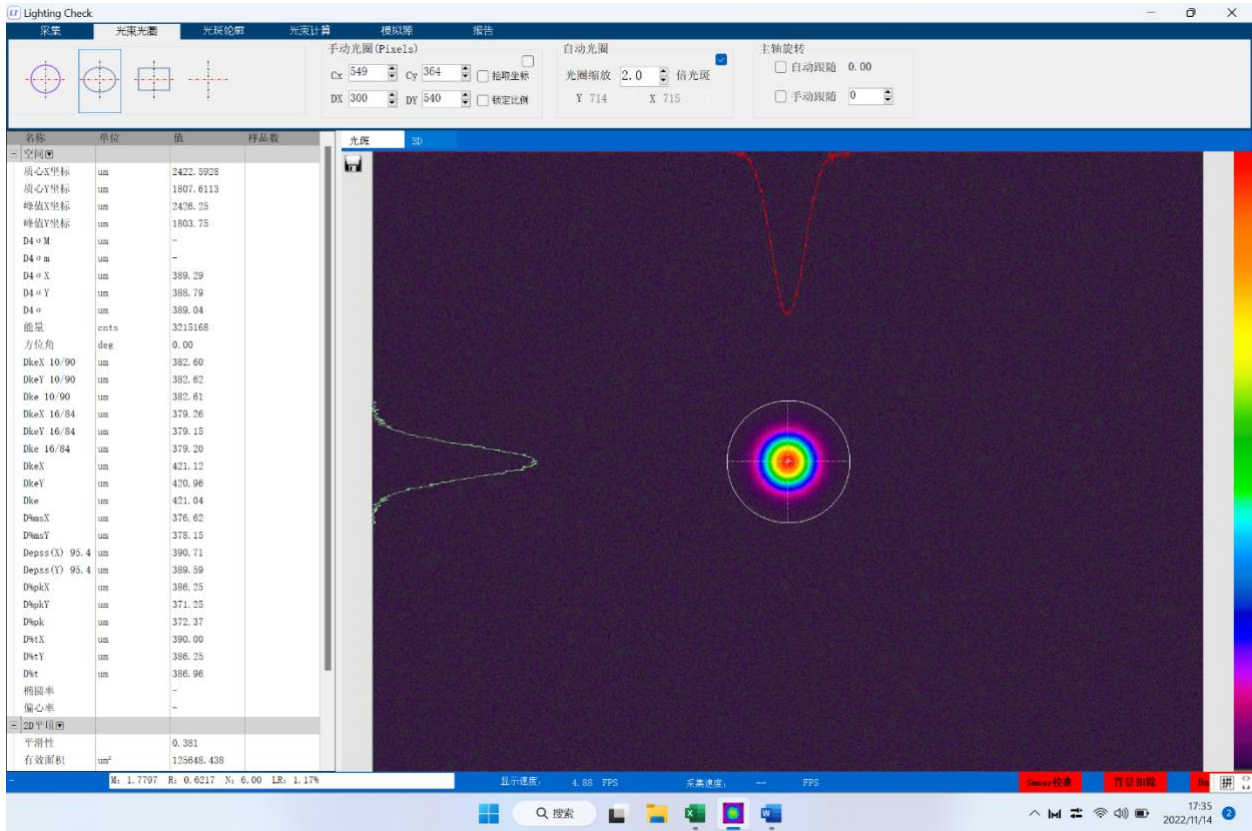 Lighting Check
采集 光束光圈 光斑轮廓 光束计算 模拟源 报告
手动光圈(Pixels) 自动光圈 主轴旋转
Cx 549 Cy 364 拾取坐标 光圈缩放 2.0 倍光斑 自动跟随 0.00
DX 300 DY 540 锁定比例 Y 714 X 715 手动跟随 0
名称 单位 值 样品数 光斑 3D
空间
质心X坐标 um 2422.5928
质心Y坐标 um 1807.6113
峰值X坐标 um 2426.25
峰值Y坐标 um 1803.75
D4σM um -
D4σm um -
D4σX um 389.29
D4σY um 388.79
D4σ um 389.04
能量 cnts 3215168
方位角 deg 0.00
DkeX 10/90 um 382.60
DkeY 10/90 um 382.62
Dke 10/90 um 382.61
DkeX 16/84 um 379.26
DkeY 16/84 um 379.15
Dke 16/84 um 379.20
DkeX um 421.12
DkeY um 420.96
Dke um 421.04
D%msX um 376.62
D%msY um 378.15
Depss(X) 95.4 um 390.71
Depss(Y) 95.4 um 389.59
D%pkX um 386.25
D%pkY um 371.25
D%pk um 372.37
D%tX um 390.00
D%tY um 386.25
D%t um 386.96
椭圆率 -
偏心率 -
2D平顶
平滑性 0.381
有效面积 um² 125648.438
- M: 1.7797 R: 0.6217 N: 6.00 LR: 1.17% 显示速度: 4.88 FPS 采集速度: -- FPS Smear校准 背景扣除 Ba 拼
搜索 17:35
2022/11/14 2